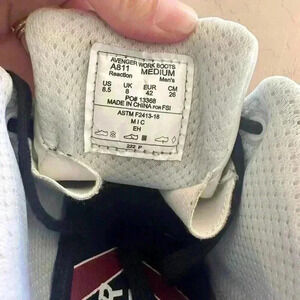 AVENGER WORK BOOTS
A811 MEDIUM
Reaction Men's
US UK EUR CM
8.5 8 42 26
PO# 13368
MADE IN CHINA FOR FSI
ASTM F2413-18
M I C
EH
222 P